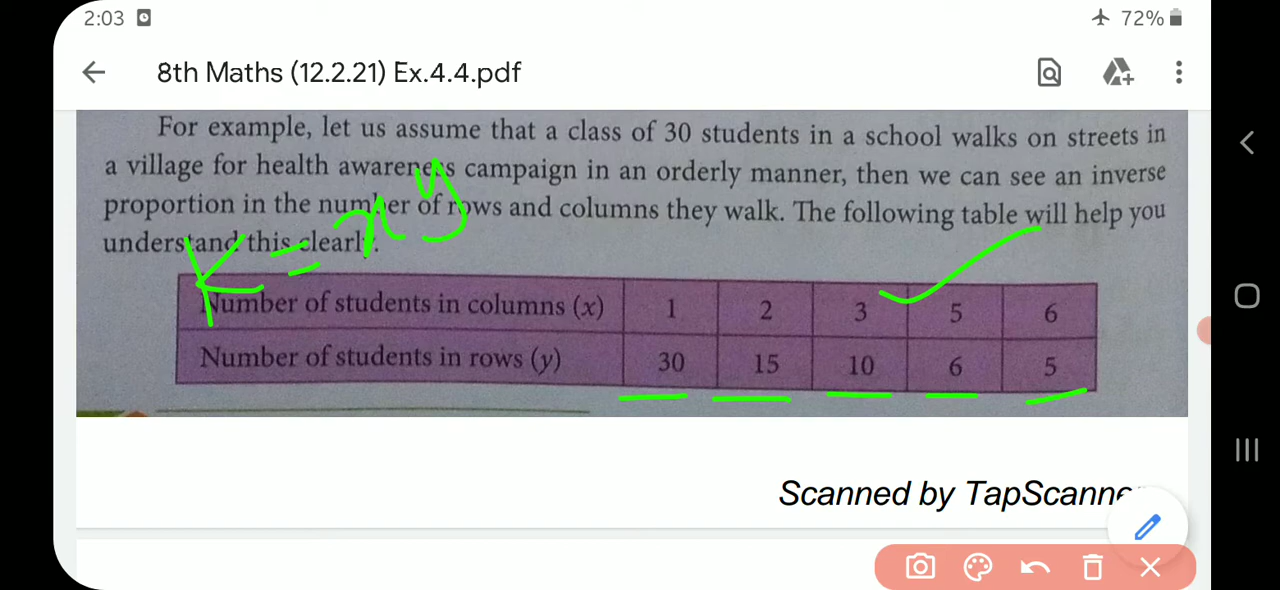 2:03 72%
8th Maths (12.2.21) Ex.4.4.pdf
For example, let us assume that a class of 30 students in a school walks on streets in
a village for health awareness campaign in an orderly manner, then we can see an inverse
proportion in the number of rows and columns they walk. The following table will help you
understand this clearly.
K = xy
Number of students in columns (x) 1 2 3 5 6
Number of students in rows (y) 30 15 10 6 5
Scanned by TapScanner